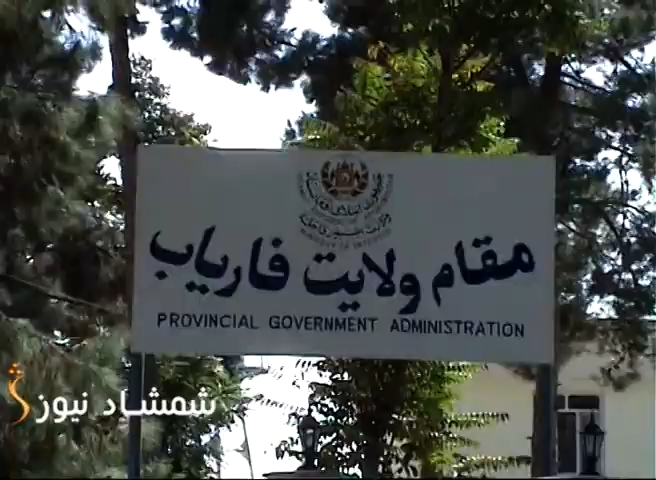 مقام ولایت فاریاب
PROVINCIAL GOVERNMENT ADMINISTRATION
شمشاد نیوز